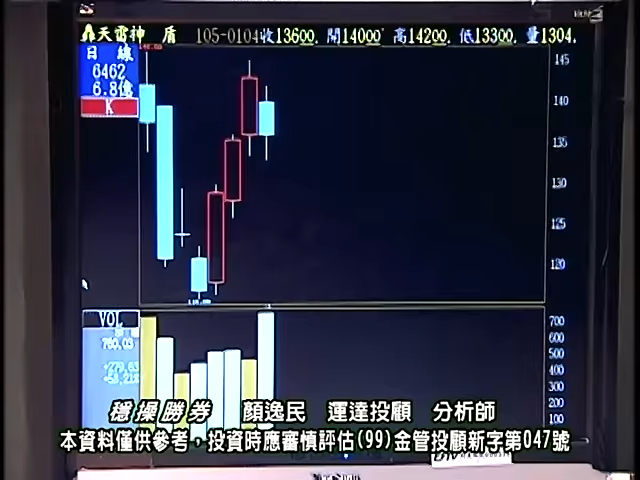 天雷神 盾 105-0104收13600. 開14000 高14200. 低13300. 量1304.
日 線
6462
6.8億
K
145
140
135
130
125
120
VOL
760.03
700
600
500
400
300
200
100
穩操勝券 顏逸民 運達投顧 分析師
本資料僅供參考，投資時應審慎評估(99)金管投顧新字第047號